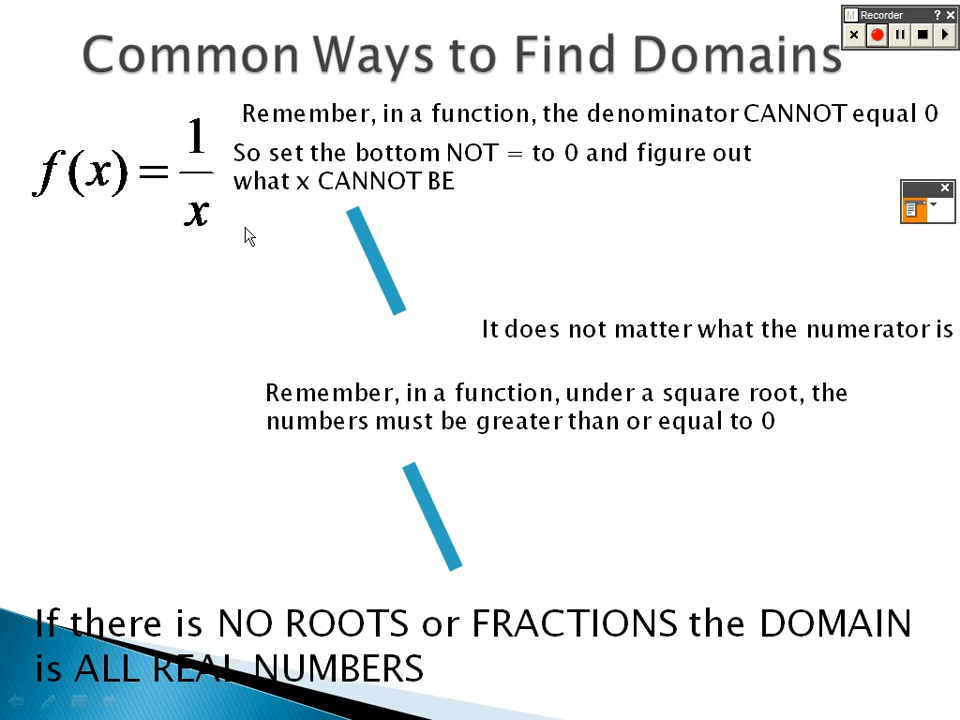 Recorder
Common Ways to Find Domains
Remember, in a function, the denominator CANNOT equal 0
f(x) = 1/x
So set the bottom NOT = to 0 and figure out
what x CANNOT BE
It does not matter what the numerator is
Remember, in a function, under a square root, the
numbers must be greater than or equal to 0
If there is NO ROOTS or FRACTIONS the DOMAIN
is ALL REAL NUMBERS